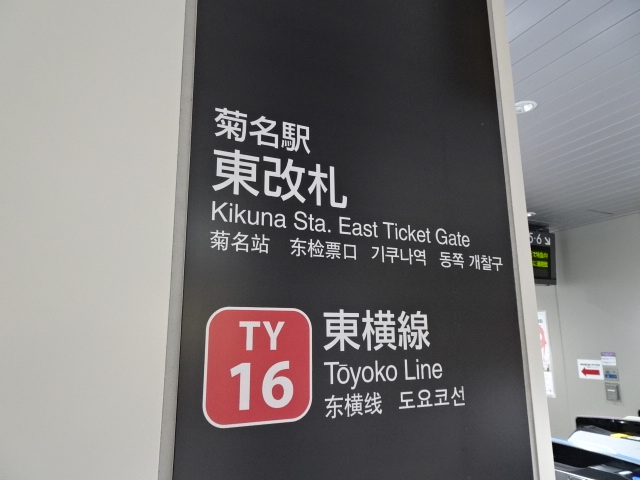 菊名駅
東改札
Kikuna Sta. East Ticket Gate
菊名站 东检票口 기쿠나역 동쪽 개찰구
TY
16
東横線
Tōyoko Line
东横线 도요코선